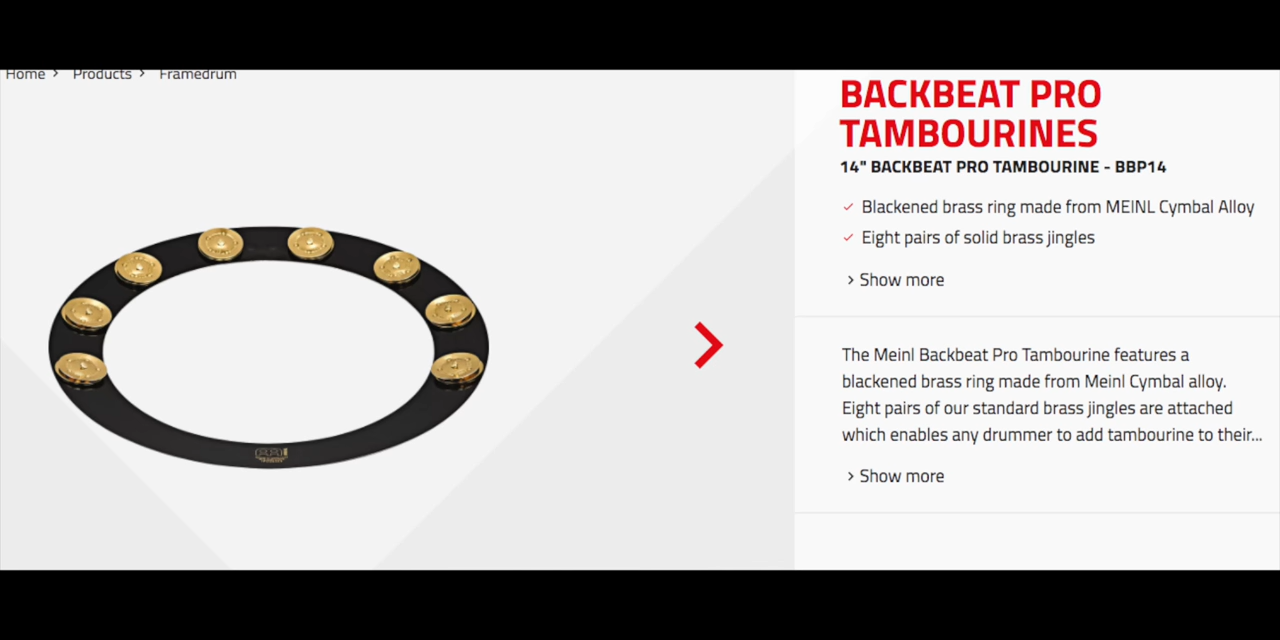 Home > Products > Framedrum
BACKBEAT PRO
TAMBOURINES
14" BACKBEAT PRO TAMBOURINE - BBP14
Blackened brass ring made from MEINL Cymbal Alloy
Eight pairs of solid brass jingles
> Show more
The Meinl Backbeat Pro Tambourine features a
blackened brass ring made from Meinl Cymbal alloy.
Eight pairs of our standard brass jingles are attached
which enables any drummer to add tambourine to their...
> Show more